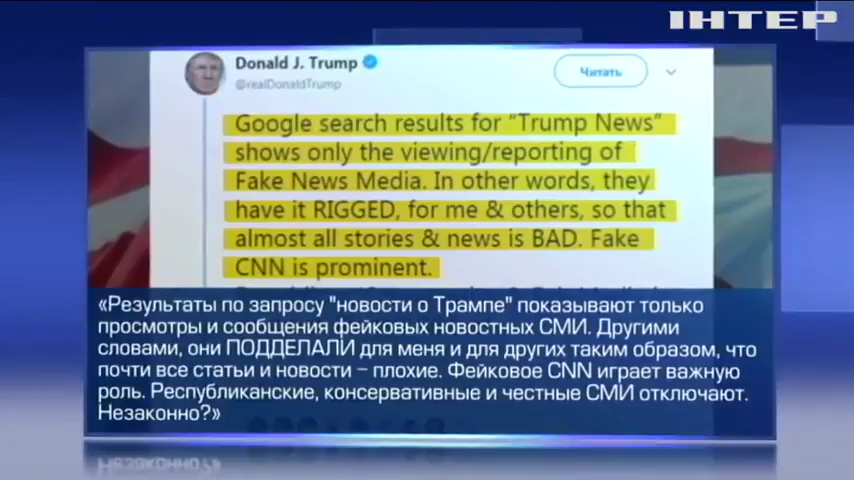 ІНТЕР
Donald J. Trump
@realDonaldTrump
Читать
Google search results for “Trump News”
shows only the viewing/reporting of
Fake News Media. In other words, they
have it RIGGED, for me & others, so that
almost all stories & news is BAD. Fake
CNN is prominent.
«Результаты по запросу "новости о Трампе" показывают только
просмотры и сообщения фейковых новостных СМИ. Другими
словами, они ПОДДЕЛАЛИ для меня и для других таким образом, что
почти все статьи и новости – плохие. Фейковое CNN играет важную
роль. Республиканские, консервативные и честные СМИ отключают.
Незаконно?»